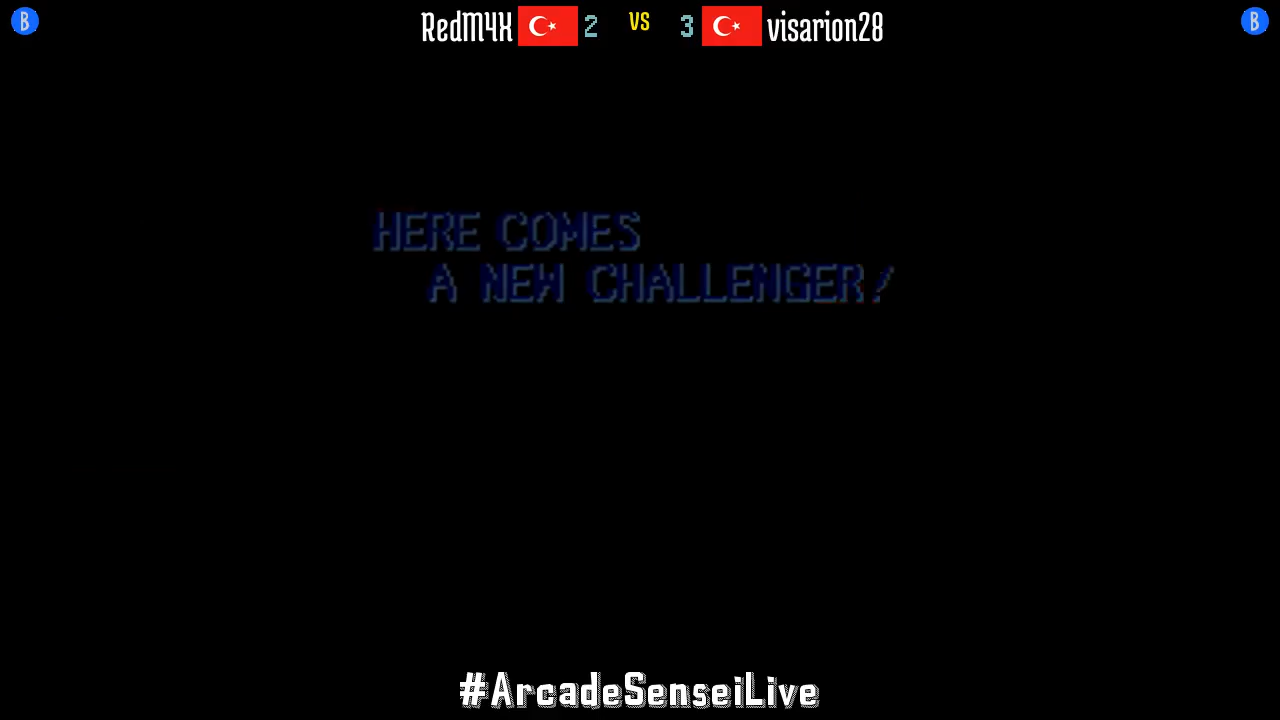 B RedM4X 2 VS 3 visarion28 B
HERE COMES
A NEW CHALLENGER!
#ArcadeSenseiLive